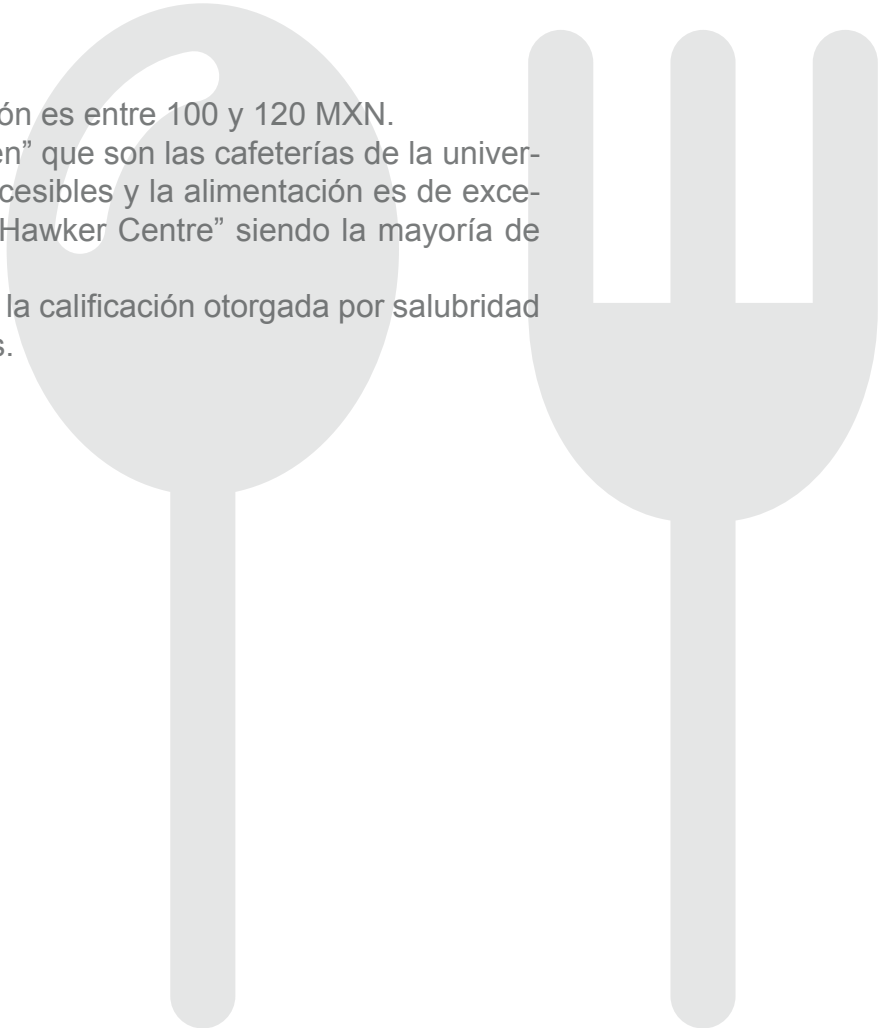 ón es entre 100 y 120 MXN.
en” que son las cafeterías de la univer-
cesibles y la alimentación es de exce-
Hawker Centre” siendo la mayoría de
la calificación otorgada por salubridad
s.